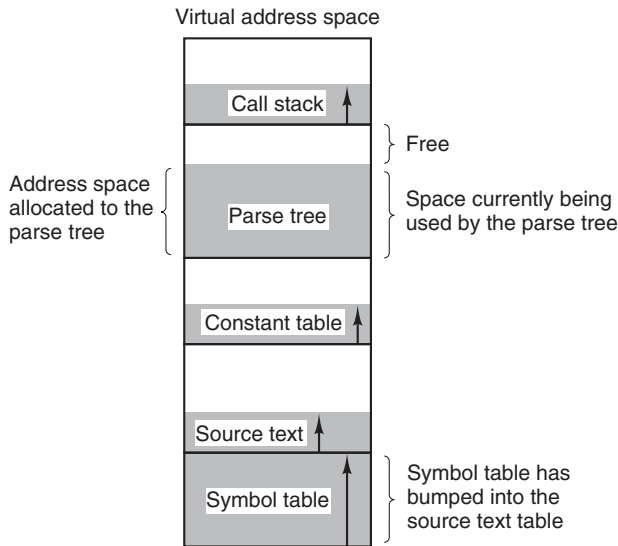 Virtual address space
Call stack
Free
Address space
allocated to the
parse tree
Parse tree
Space currently being
used by the parse tree
Constant table
Source text
Symbol table
Symbol table has
bumped into the
source text table